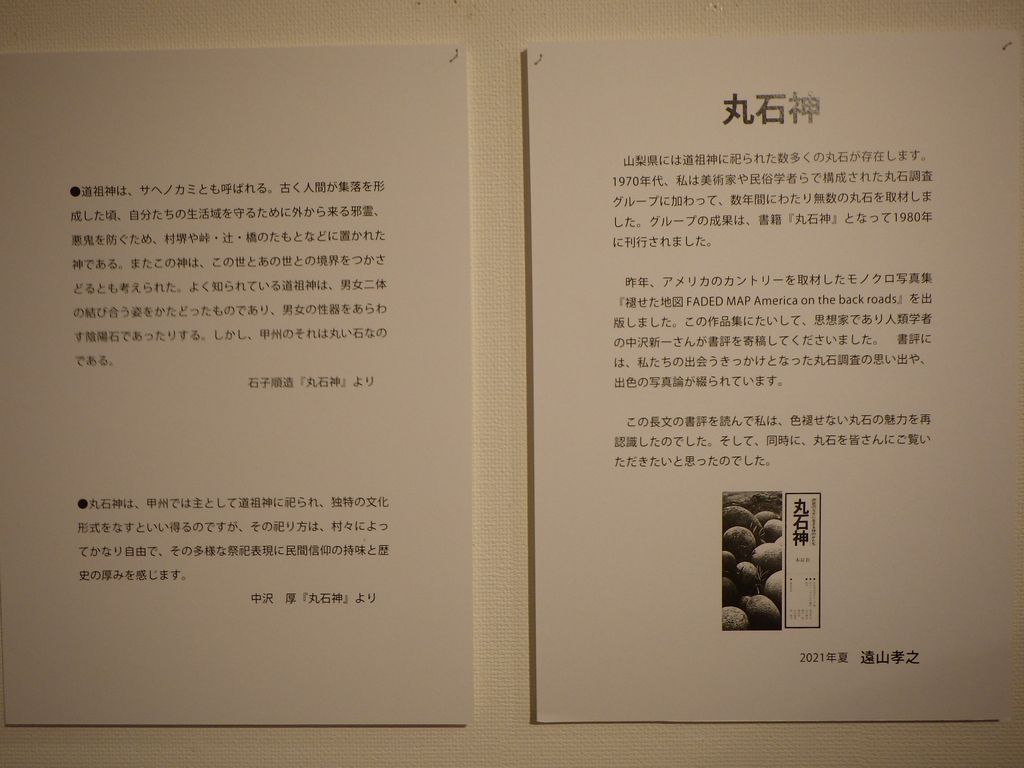 ●道祖神は、サヘノカミとも呼ばれる。古く人間が集落を形
成した頃、自分たちの生活域を守るために外から来る邪霊、
悪鬼を防ぐため、村堺や峠・辻・橋のたもとなどに置かれた
神である。またこの神は、この世とあの世との境界をつかさ
どるとも考えられた。よく知られている道祖神は、男女二体
の結び合う姿をかたどったものであり、男女の性器をあらわ
す陰陽石であったりする。しかし、甲州のそれは丸い石なの
である。
石子順造『丸石神』より
●丸石神は、甲州では主として道祖神に祀られ、独特の文化
形式をなすといい得るのですが、その祀り方は、村々によっ
てかなり自由で、その多様な祭祀表現に民間信仰の持味と歴
史の厚みを感じます。
中沢　厚『丸石神』より
丸石神
山梨県には道祖神に祀られた数多くの丸石が存在します。
1970年代、私は美術家や民俗学者らで構成された丸石調査
グループに加わって、数年間にわたり無数の丸石を取材しま
した。グループの成果は、書籍『丸石神』となって1980年
に刊行されました。
昨年、アメリカのカントリーを取材したモノクロ写真集
『褪せた地図 FADED MAP America on the back roads』を出
版しました。この作品集にたいして、思想家であり人類学者
の中沢新一さんが書評を寄稿してくださいました。　書評に
は、私たちの出会うきっかけとなった丸石調査の思い出や、
出色の写真論が綴られています。
この長文の書評を読んで私は、色褪せない丸石の魅力を再
認識したのでした。そして、同時に、丸石を皆さんにご覧い
ただきたいと思ったのでした。
丸石神
2021年夏　遠山孝之